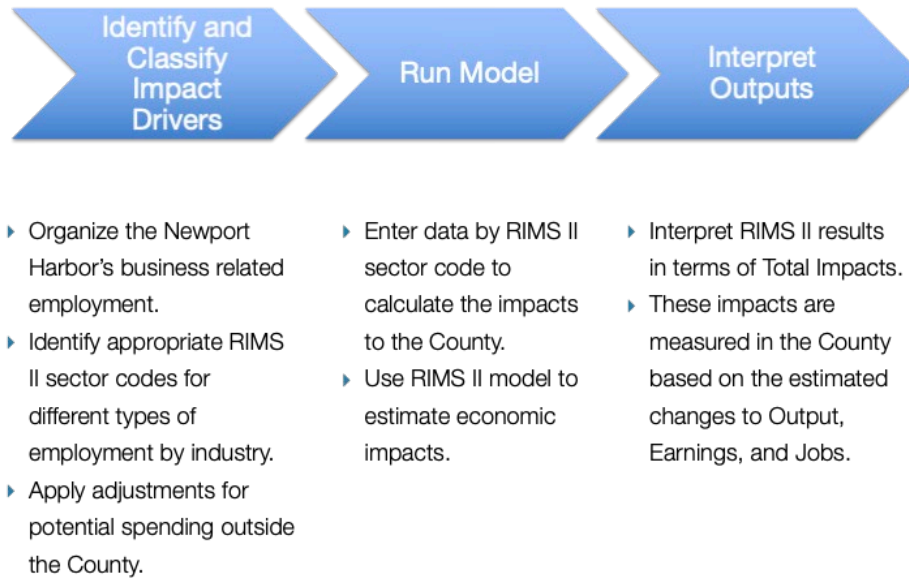 Identify and
Classify
Impact
Drivers
Run Model
Interpret
Outputs
Organize the Newport
Harbor's business related
employment.
Identify appropriate RIMS
II sector codes for
different types of
employment by industry.
Apply adjustments for
potential spending outside
the County.
Enter data by RIMS II
sector code to
calculate the impacts
to the County.
Use RIMS II model to
estimate economic
impacts.
Interpret RIMS II results
in terms of Total Impacts.
These impacts are
measured in the County
based on the estimated
changes to Output,
Earnings, and Jobs.